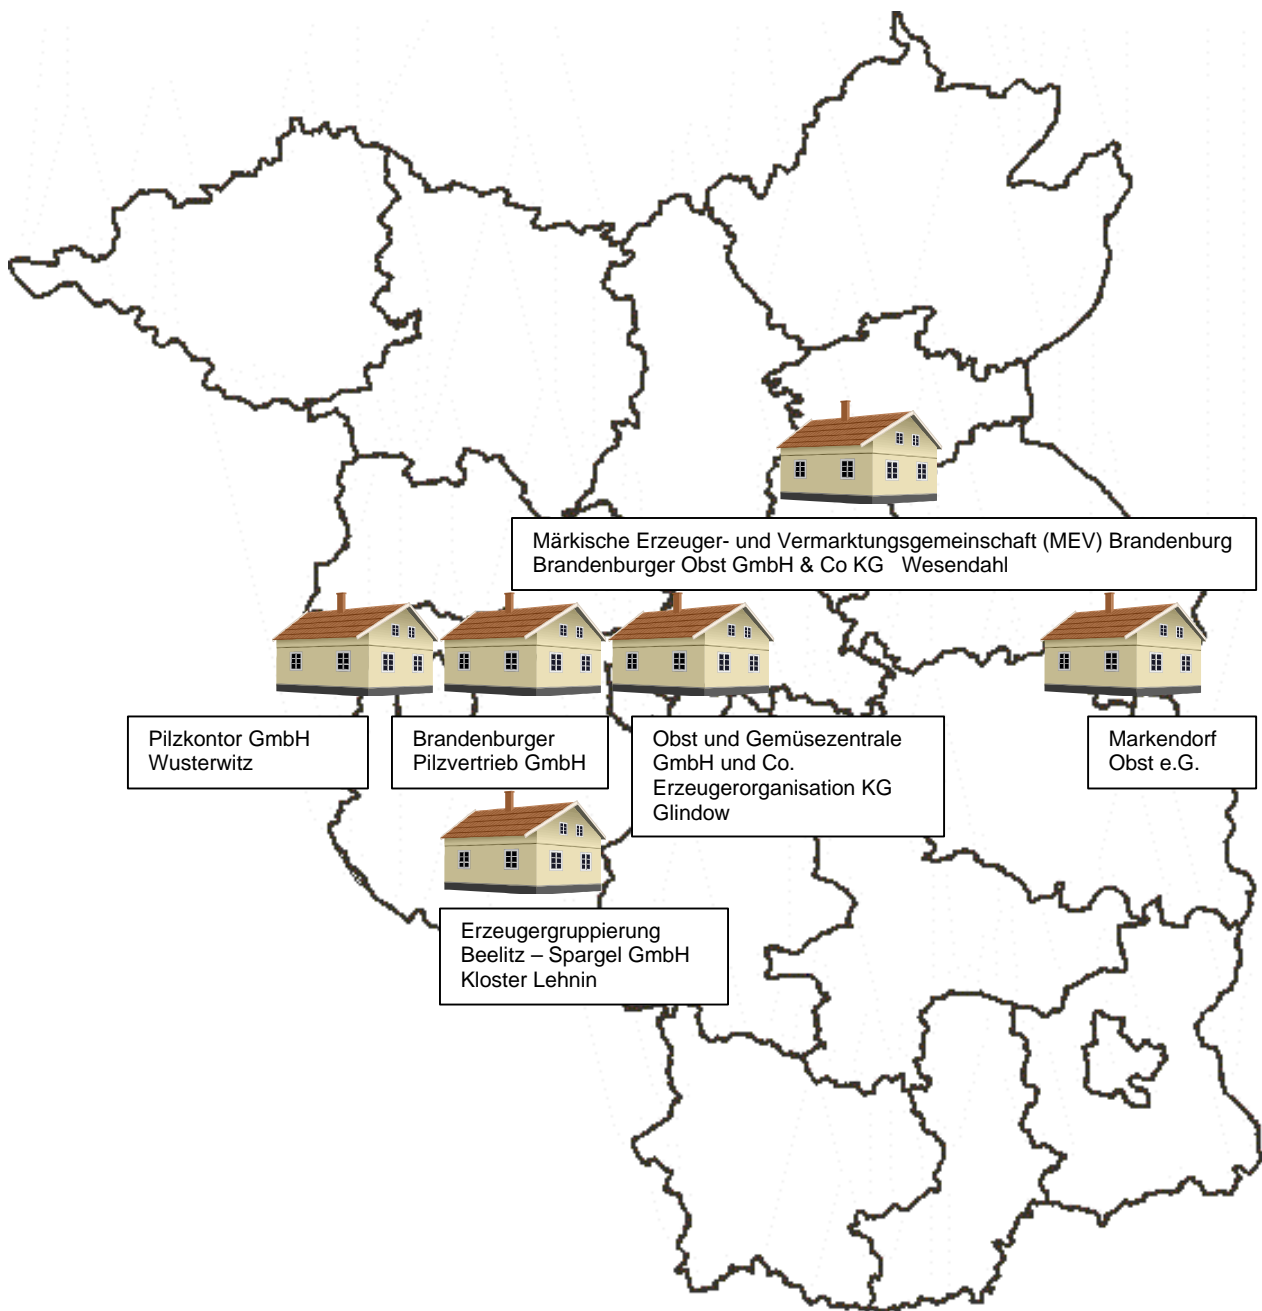 Märkische Erzeuger- und Vermarktungsgemeinschaft (MEV) Brandenburg
Brandenburger Obst GmbH & Co KG   Wesendahl
Pilzkontor GmbH
Wusterwitz
Brandenburger
Pilzvertrieb GmbH
Obst und Gemüsezentrale
GmbH und Co.
Erzeugerorganisation KG
Glindow
Markendorf
Obst e.G.
Erzeugergruppierung
Beelitz – Spargel GmbH
Kloster Lehnin